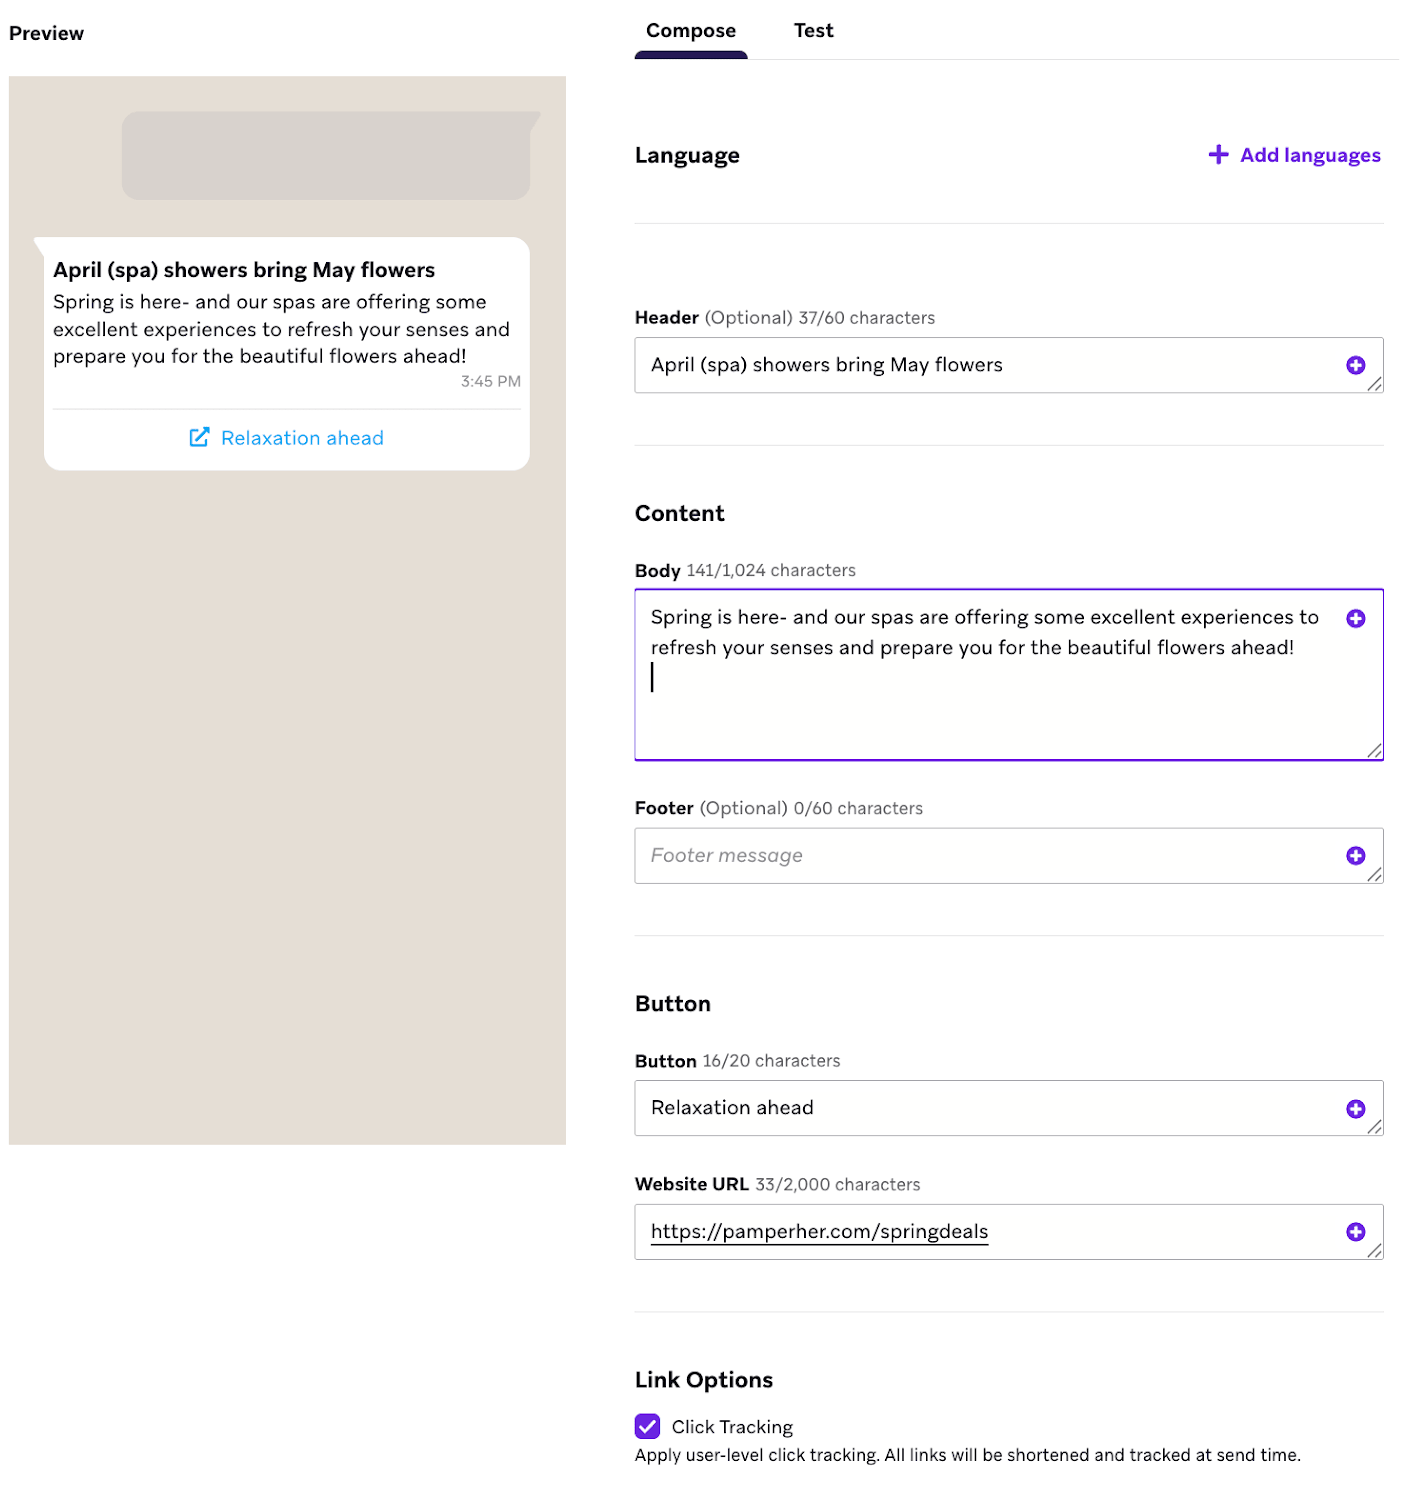 Preview
April (spa) showers bring May flowers
Spring is here- and our spas are offering some
excellent experiences to refresh your senses and
prepare you for the beautiful flowers ahead!
3:45 PM
Relaxation ahead
Compose Test
Language
Add languages
Header (Optional) 37/60 characters
April (spa) showers bring May flowers
Content
Body 141/1,024 characters
Spring is here- and our spas are offering some excellent experiences to
refresh your senses and prepare you for the beautiful flowers ahead!
Footer (Optional) 0/60 characters
Footer message
Button
Button 16/20 characters
Relaxation ahead
Website URL 33/2,000 characters
https://pamperher.com/springdeals
Link Options
Click Tracking
Apply user-level click tracking. All links will be shortened and tracked at send time.